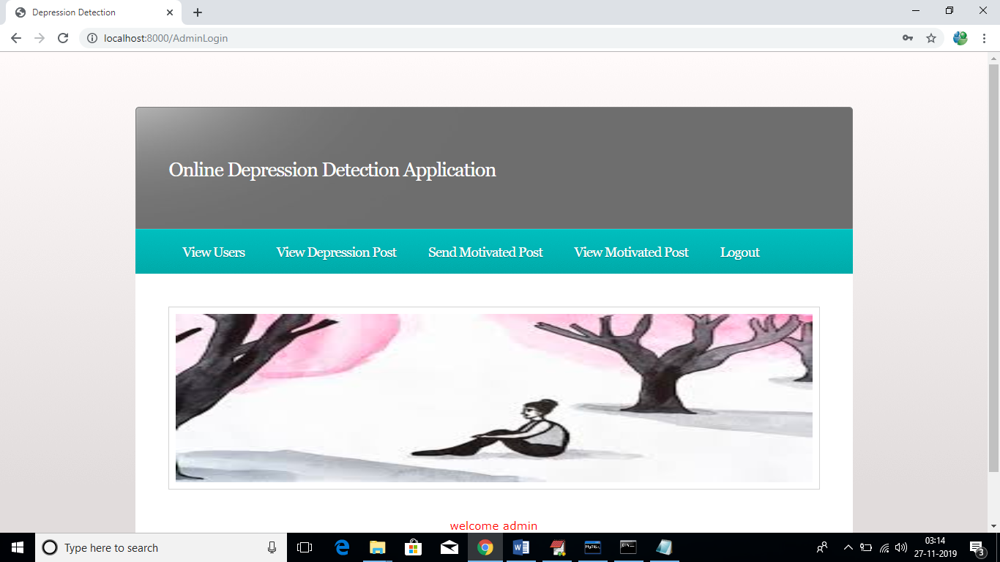 Depression Detection
localhost:8000/AdminLogin
Online Depression Detection Application
View Users View Depression Post Send Motivated Post View Motivated Post Logout
welcome admin
Type here to search
03:14
27-11-2019
3